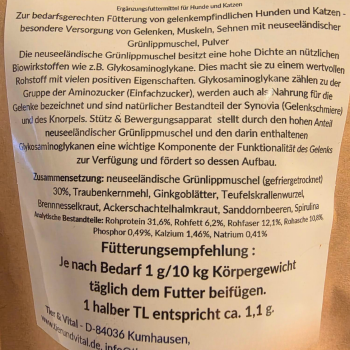 Ergänzungsfuttermittel für Hunde und Katzen
Zur bedarfsgerechten Fütterung von gelenkempfindlichen Hunden und Katzen -
besondere Versorgung von Gelenken, Muskeln, Sehnen mit neuseeländischer
Grünlippmuschel, Pulver
Die neuseeländische Grünlippmuschel besitzt eine hohe Dichte an nützlichen
Biowirkstoffen wie z.B. Glykosaminoglykane. Dies macht sie zu einem wertvollen
Rohstoff mit vielen positiven Eigenschaften. Glykosaminoglykane zählen zu der
Gruppe der Aminozucker (Einfachzucker), werden auch als Nahrung für die
Gelenke bezeichnet und sind natürlicher Bestandteil der Synovia (Gelenkschmiere)
und des Knorpels. Stütz & Bewegungsapparat stellt durch den hohen Anteil
neuseeländischer Grünlippmuschel und den darin enthaltenen
Glykosaminoglykanen eine wichtige Komponente der Funktionalität des Gelenks
zur Verfügung und fördert so dessen Aufbau.
Zusammensetzung: neuseeländische Grünlippmuschel (gefriergetrocknet)
30%, Traubenkernmehl, Ginkgoblätter, Teufelskrallenwurzel,
Brennnesselkraut, Ackerschachtelhalmkraut, Sanddornbeeren, Spirulina
Analytische Bestandteile: Rohprotein 31,6%, Rohfett 6,2%, Rohfaser 12,1%, Rohasche 10,8%,
Phosphor 0,49%, Kalzium 1,46%, Natrium 0,41%
Fütterungsempfehlung :
Je nach Bedarf 1 g/10 kg Körpergewicht
täglich dem Futter beifügen.
1 halber TL entspricht ca. 1,1 g.
Tier & Vital - D-84036 Kumhausen,